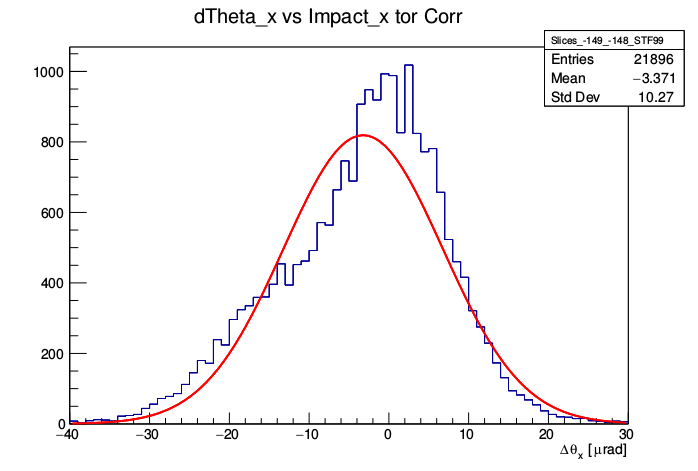 dTheta_x vs Impact_x tor Corr
Slices_-149_-148_STF99
Entries 21896
Mean −3.371
Std Dev 10.27
1000
800
600
400
200
0
−40 −30 −20 −10 0 10 20 30
Δθx [μrad]